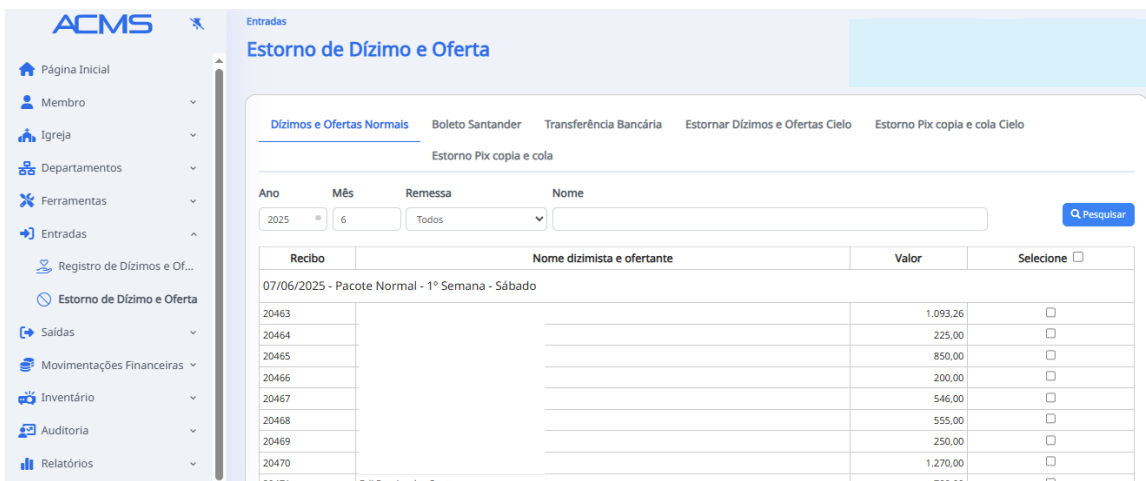 ACMS
Página Inicial
Membro
Igreja
Departamentos
Ferramentas
Entradas
Registro de Dízimos e Of...
Estorno de Dízimo e Oferta
Saídas
Movimentações Financeiras
Inventário
Auditoria
Relatórios
Entradas
Estorno de Dízimo e Oferta
Dízimos e Ofertas Normais Boleto Santander Transferência Bancária Estornar Dízimos e Ofertas Cielo Estorno Pix copia e cola Cielo
Estorno Pix copia e cola
Ano Mês Remessa Nome
2025 6 Todos Pesquisar
Recibo Nome dizimista e ofertante Valor Selecione
07/06/2025 - Pacote Normal - 1º Semana - Sábado
20463 1.093,26
20464 225,00
20465 850,00
20466 200,00
20467 546,00
20468 555,00
20469 250,00
20470 1.270,00